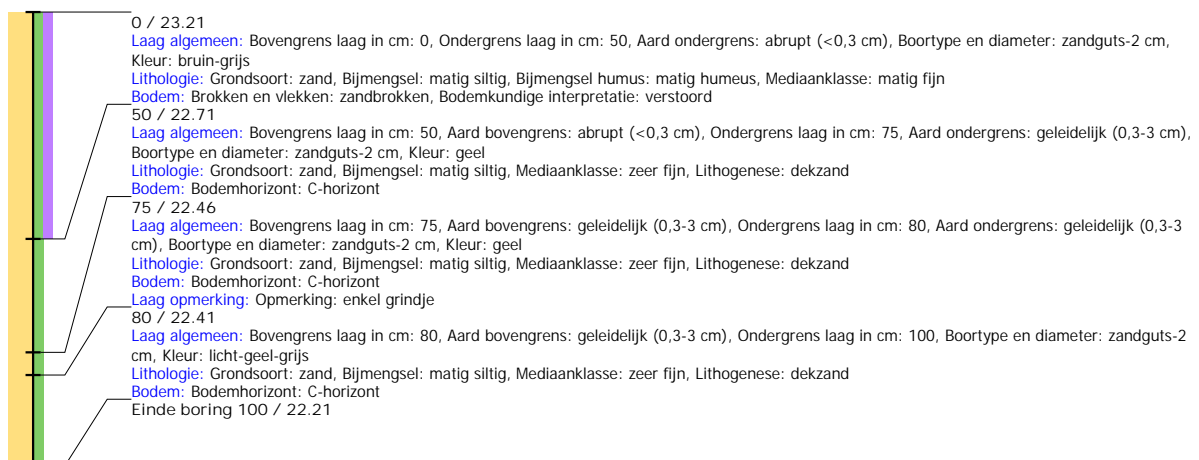 0 / 23.21
Laag algemeen: Bovengrens laag in cm: 0, Ondergrens laag in cm: 50, Aard ondergrens: abrupt (<0,3 cm), Boortype en diameter: zandguts-2 cm,
Kleur: bruin-grijs
Lithologie: Grondsoort: zand, Bijmengsel: matig siltig, Bijmengsel humus: matig humeus, Mediaanklasse: matig fijn
Bodem: Brokken en vlekken: zandbrokken, Bodemkundige interpretatie: verstoord
50 / 22.71
Laag algemeen: Bovengrens laag in cm: 50, Aard bovengrens: abrupt (<0,3 cm), Ondergrens laag in cm: 75, Aard ondergrens: geleidelijk (0,3-3 cm),
Boortype en diameter: zandguts-2 cm, Kleur: geel
Lithologie: Grondsoort: zand, Bijmengsel: matig siltig, Mediaanklasse: zeer fijn, Lithogenese: dekzand
Bodem: Bodemhorizont: C-horizont
75 / 22.46
Laag algemeen: Bovengrens laag in cm: 75, Aard bovengrens: geleidelijk (0,3-3 cm), Ondergrens laag in cm: 80, Aard ondergrens: geleidelijk (0,3-3
cm), Boortype en diameter: zandguts-2 cm, Kleur: geel
Lithologie: Grondsoort: zand, Bijmengsel: matig siltig, Mediaanklasse: zeer fijn, Lithogenese: dekzand
Bodem: Bodemhorizont: C-horizont
Laag opmerking: Opmerking: enkel grindje
80 / 22.41
Laag algemeen: Bovengrens laag in cm: 80, Aard bovengrens: geleidelijk (0,3-3 cm), Ondergrens laag in cm: 100, Boortype en diameter: zandguts-2
cm, Kleur: licht-geel-grijs
Lithologie: Grondsoort: zand, Bijmengsel: matig siltig, Mediaanklasse: zeer fijn, Lithogenese: dekzand
Bodem: Bodemhorizont: C-horizont
Einde boring 100 / 22.21